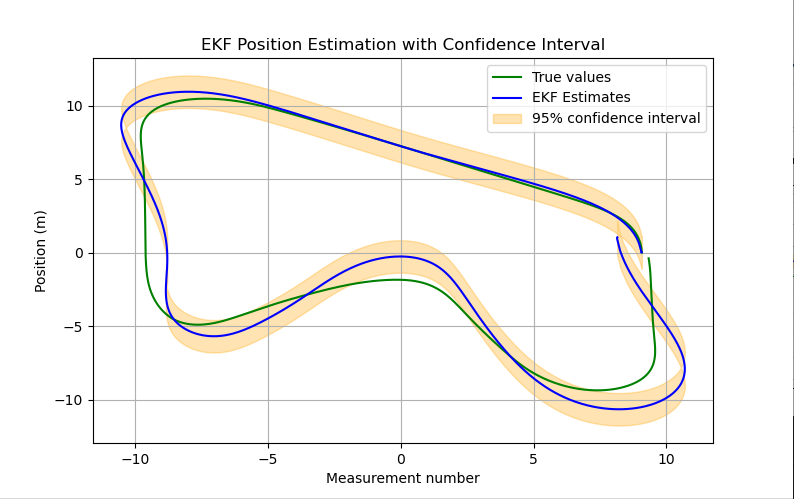 EKF Position Estimation with Confidence Interval
True values
EKF Estimates
95% confidence interval
10
5
0
−5
−10
Position (m)
−10
−5
0
5
10
Measurement number